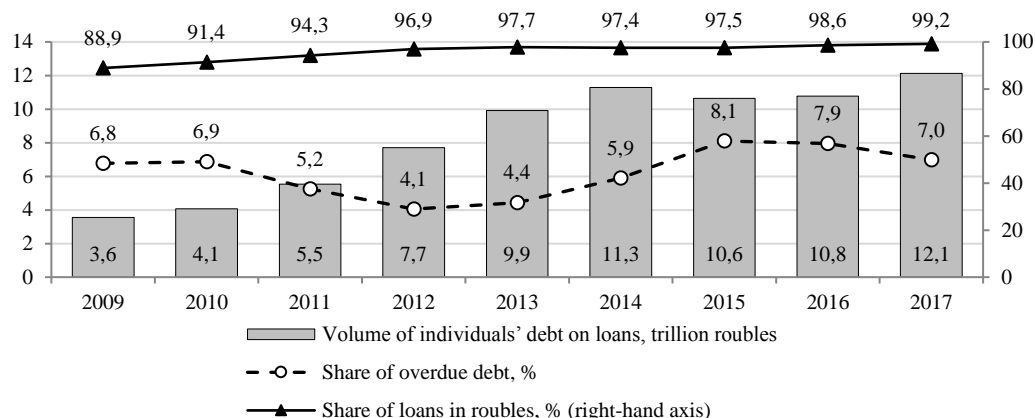 88,9 91,4 94,3 96,9 97,7 97,4 97,5 98,6 99,2
14 100
12 80
10
6,8 6,9 5,2 4,1 4,4 5,9 8,1 7,9 7,0
8 60
6 40
4 20
2
3,6 4,1 5,5 7,7 9,9 11,3 10,6 10,8 12,1
0 0
2009 2010 2011 2012 2013 2014 2015 2016 2017
Volume of individuals’ debt on loans, trillion roubles
Share of overdue debt, %
Share of loans in roubles, % (right-hand axis)